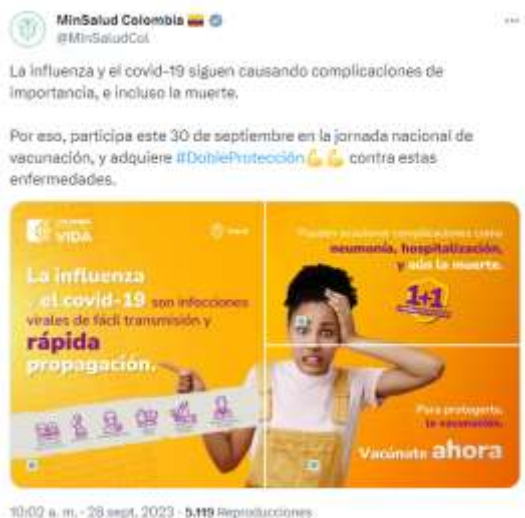 MinSalud Colombia
@MinSaludCol
La influenza y el covid-19 siguen causando complicaciones de
importancia, e incluso la muerte.
Por eso, participa este 30 de septiembre en la jornada nacional de
vacunación, y adquiere #DobleProtección contra estas
enfermedades.
VIDA
La influenza
el covid-19 son infecciones
virales de fácil transmisión y
rápida
propagación.
Pueden ocasionar complicaciones como
neumonía, hospitalización,
y aún la muerte.
1+1
Para protegerte,
la vacunación.
Vacúnate ahora
10:02 a. m. · 28 sept. 2023 · 5.119 Reproducciones